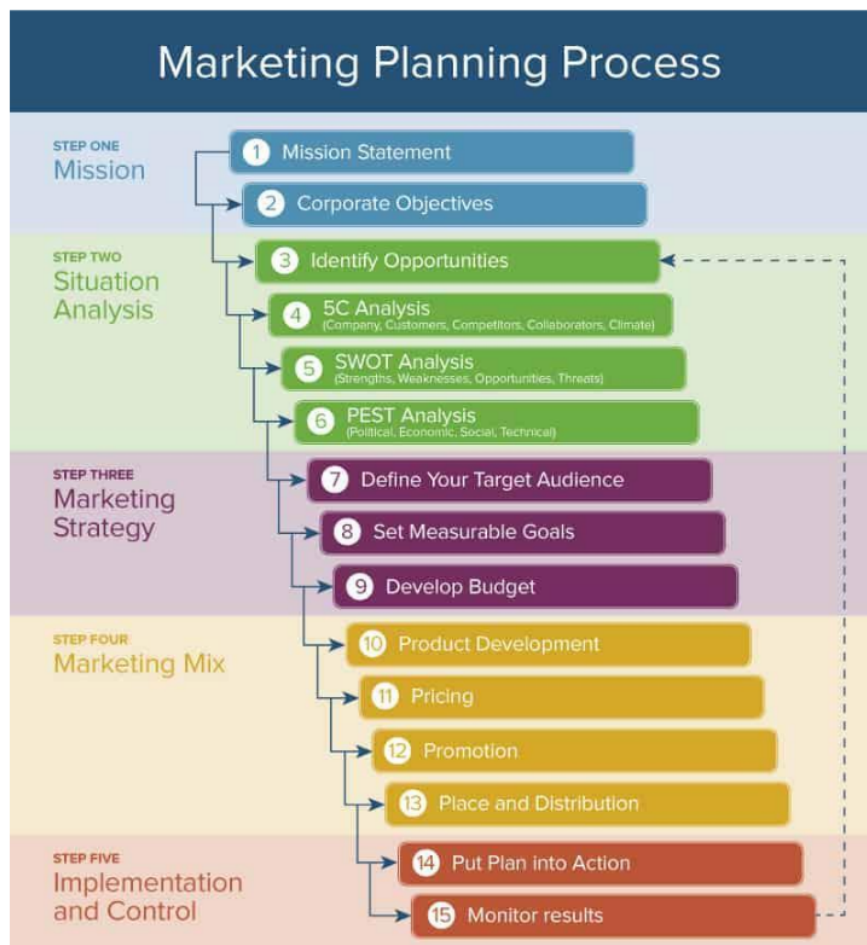 Marketing Planning Process
STEP ONE
Mission
1 Mission Statement
2 Corporate Objectives
STEP TWO
Situation
Analysis
3 Identify Opportunities
4 5C Analysis
(Company, Customers, Competitors, Collaborators, Climate)
5 SWOT Analysis
(Strengths, Weaknesses, Opportunities, Threats)
6 PEST Analysis
(Political, Economic, Social, Technical)
STEP THREE
Marketing
Strategy
7 Define Your Target Audience
8 Set Measurable Goals
9 Develop Budget
STEP FOUR
Marketing Mix
10 Product Development
11 Pricing
12 Promotion
13 Place and Distribution
STEP FIVE
Implementation
and Control
14 Put Plan into Action
15 Monitor results